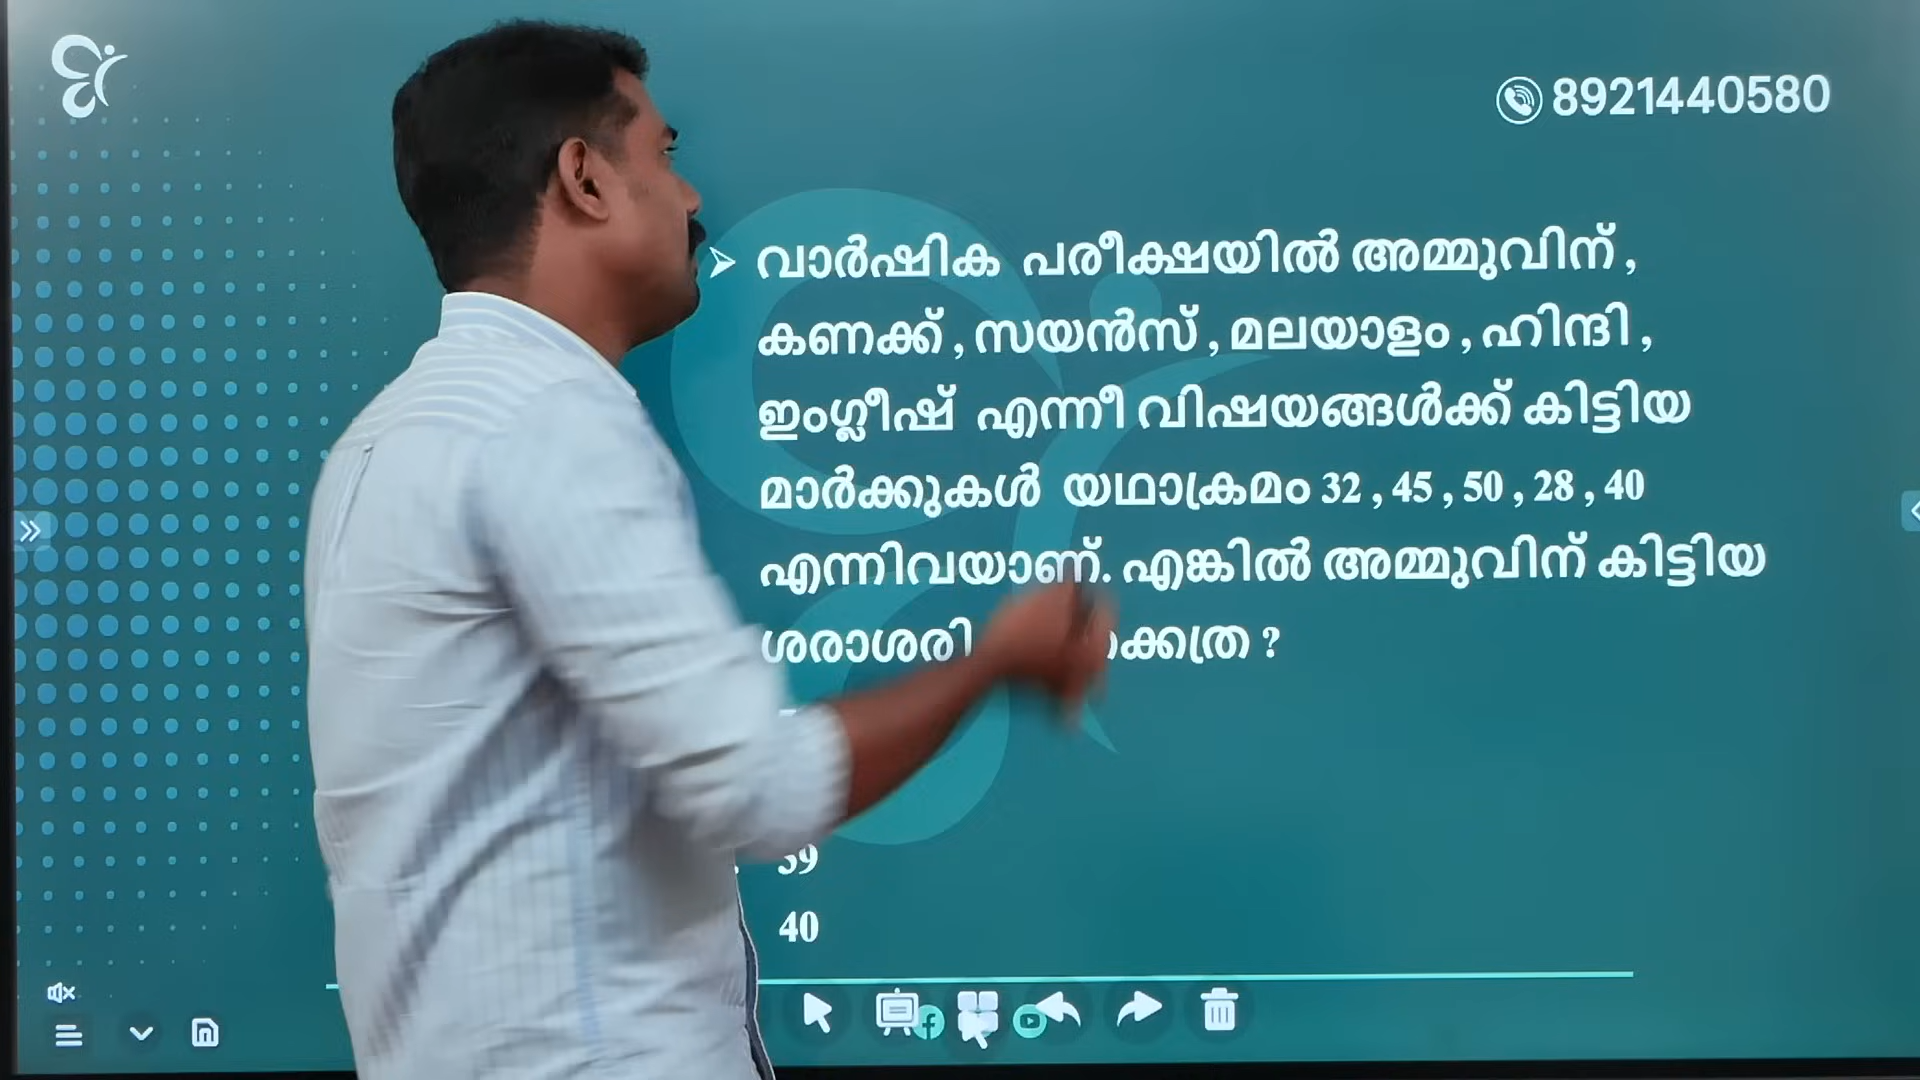 8921440580
വാർഷിക പരീക്ഷയിൽ അമ്മുവിന് ,
കണക്ക് , സയൻസ് , മലയാളം , ഹിന്ദി ,
ഇംഗ്ലീഷ് എന്നീ വിഷയങ്ങൾക്ക് കിട്ടിയ
മാർക്കുകൾ യഥാക്രമം 32 , 45 , 50 , 28 , 40
എന്നിവയാണ്. എങ്കിൽ അമ്മുവിന് കിട്ടിയ
ശരാശരി ?
39
40